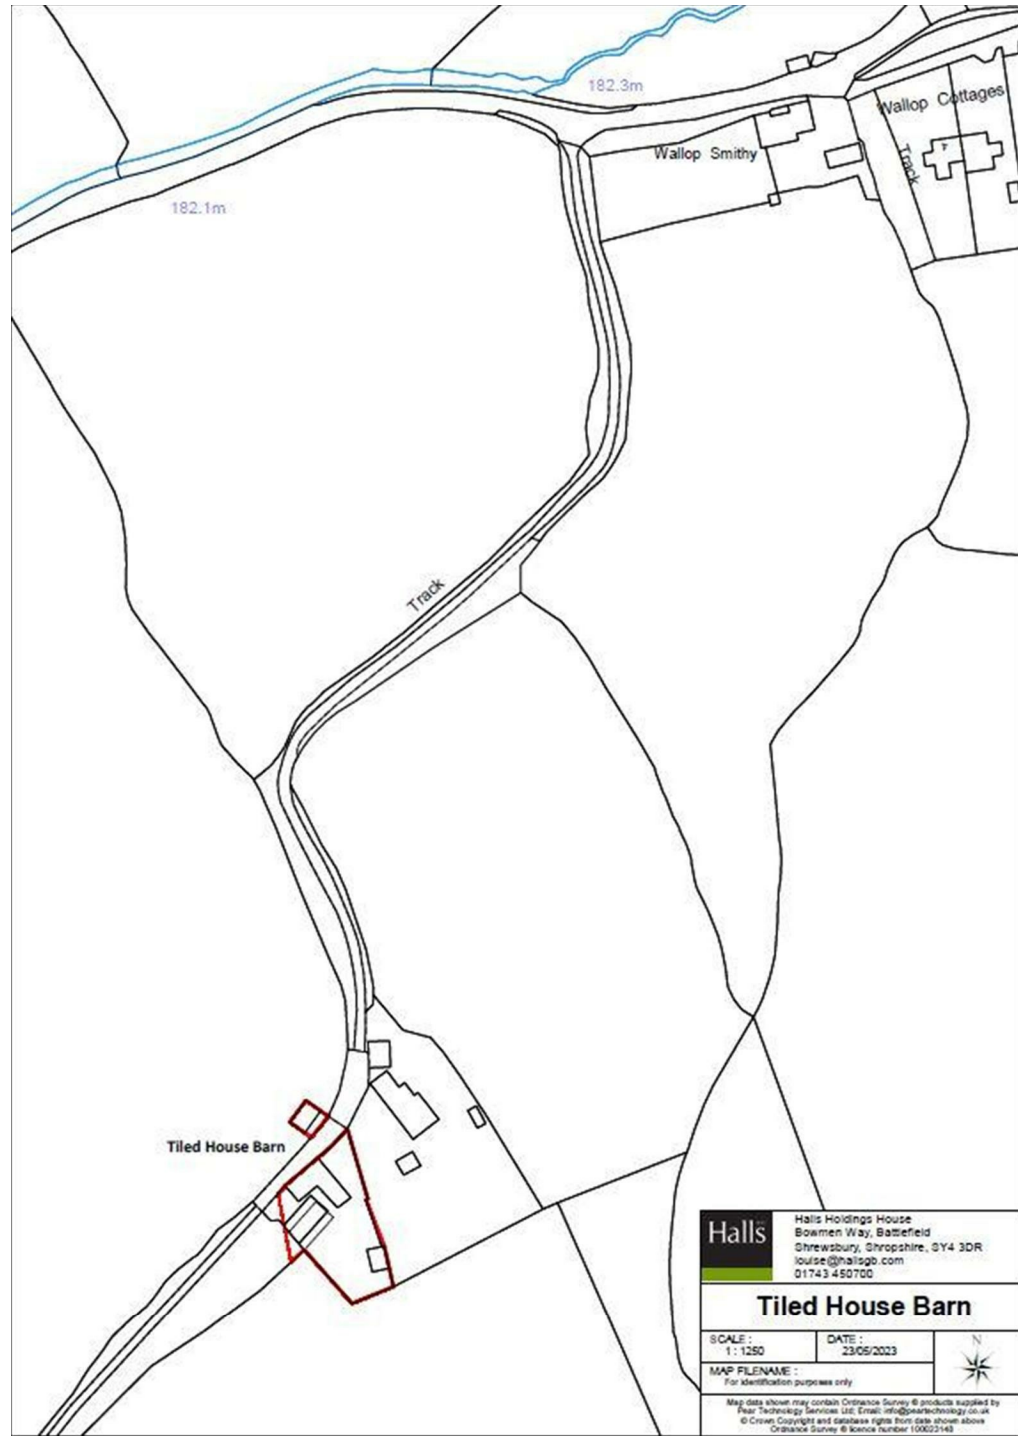 182.3m
Wallop Cottages
Wallop Smithy
Track
182.1m
Track
Tiled House Barn
Halls
Halls Holdings House
Bowmen Way, Battlefield
Shrewsbury, Shropshire, SY4 3DR
louise@hallsgb.com
01743 450700
Tiled House Barn
SCALE :
1 : 1250
DATE :
23/05/2023
N
MAP FILENAME :
For identification purposes only
Map data shown may contain Ordnance Survey ® products supplied by
Pear Technology Services Ltd; Email: info@peartechnology.co.uk
© Crown Copyright and database rights from date shown above
Ordnance Survey ® licence number 100023148